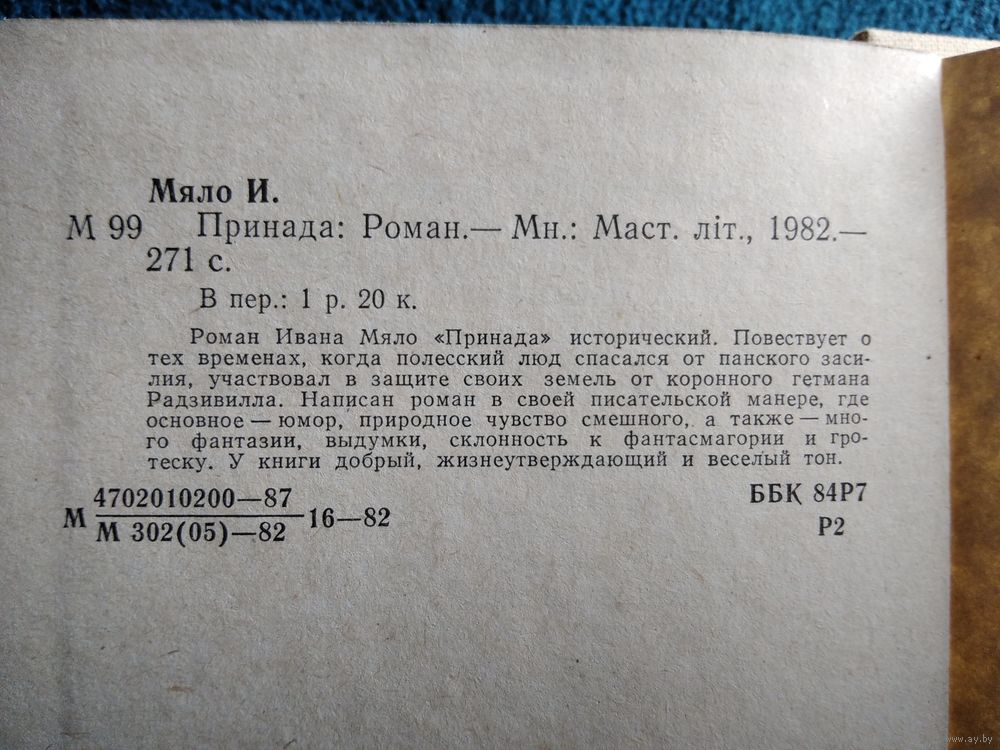 Мяло И.
М 99 Принада: Роман.— Мн.: Маст. літ., 1982.—
271 с.
В пер.: 1 р. 20 к.
Роман Ивана Мяло «Принада» исторический. Повествует о
тех временах, когда полесский люд спасался от панского заси-
лия, участвовал в защите своих земель от коронного гетмана
Радзивилла. Написан роман в своей писательской манере, где
основное — юмор, природное чувство смешного, а также — мно-
го фантазии, выдумки, склонность к фантасмагории и гро-
теску. У книги добрый, жизнеутверждающий и веселый тон.
4702010200—87
М 16—82
М 302(05)—82
ББК 84Р7
Р2
www.ay.by